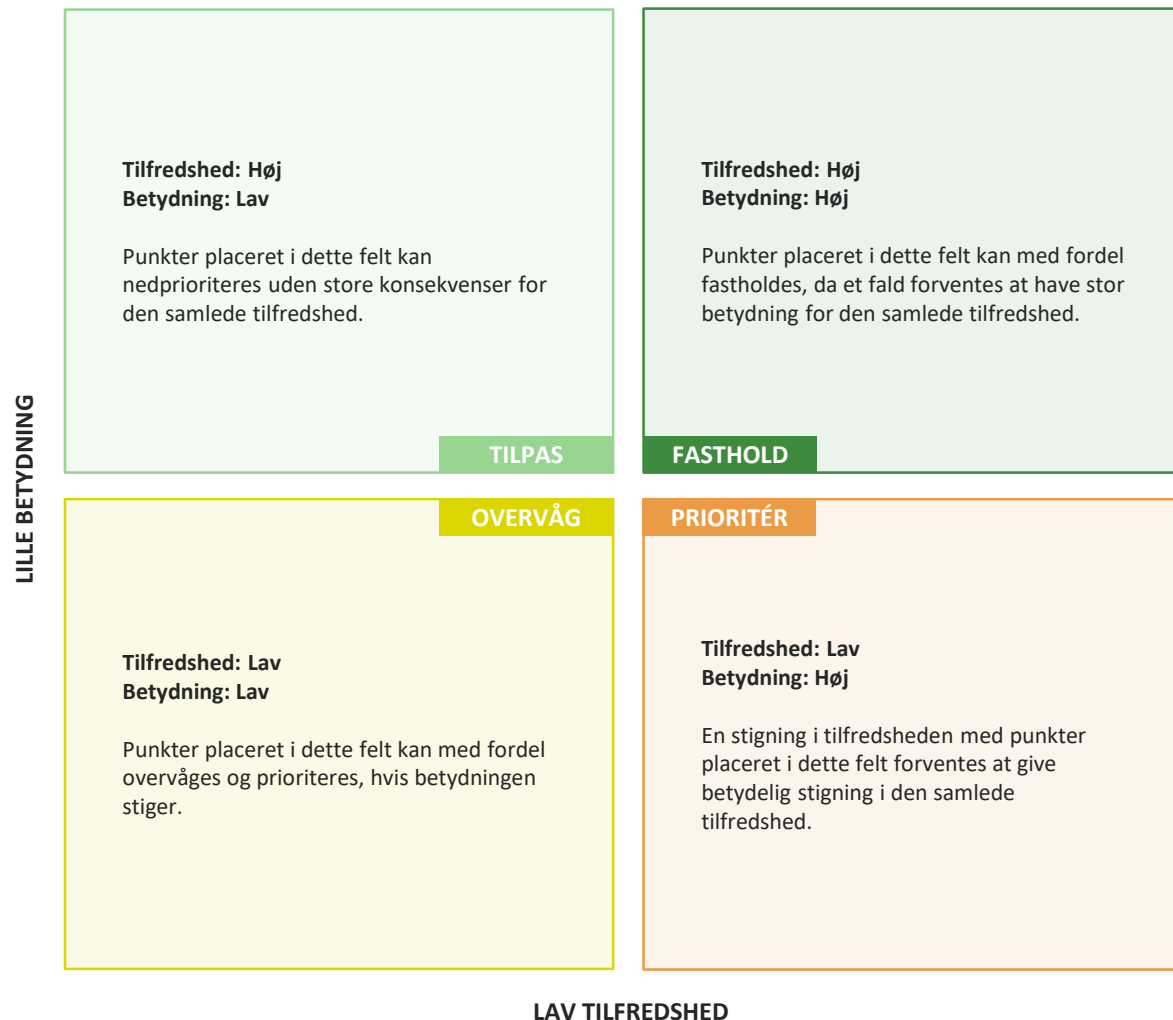 Tilfredshed: Høj
Betydning: Lav
Punkter placeret i dette felt kan
nedprioriteres uden store konsekvenser for
den samlede tilfredshed.
TILPAS
Tilfredshed: Høj
Betydning: Høj
Punkter placeret i dette felt kan med fordel
fastholdes, da et fald forventes at have stor
betydning for den samlede tilfredshed.
FASTHOLD
LILLE BETYDNING
OVERVÅG
Tilfredshed: Lav
Betydning: Lav
Punkter placeret i dette felt kan med fordel
overvåges og prioriteres, hvis betydningen
stiger.
PRIORITÉR
Tilfredshed: Lav
Betydning: Høj
En stigning i tilfredsheden med punkter
placeret i dette felt forventes at give
betydelig stigning i den samlede
tilfredshed.
LAV TILFREDSHED